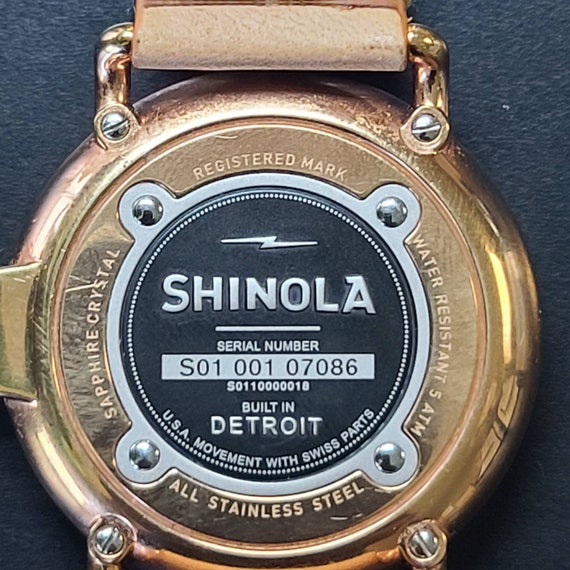 REGISTERED MARK
SAPPHIRE CRYSTAL
WATER RESISTANT 5 ATM
SHINOLA
SERIAL NUMBER
S01 001 07086
S0110000018
BUILT IN
DETROIT
U.S.A. MOVEMENT WITH SWISS PARTS
ALL STAINLESS STEEL